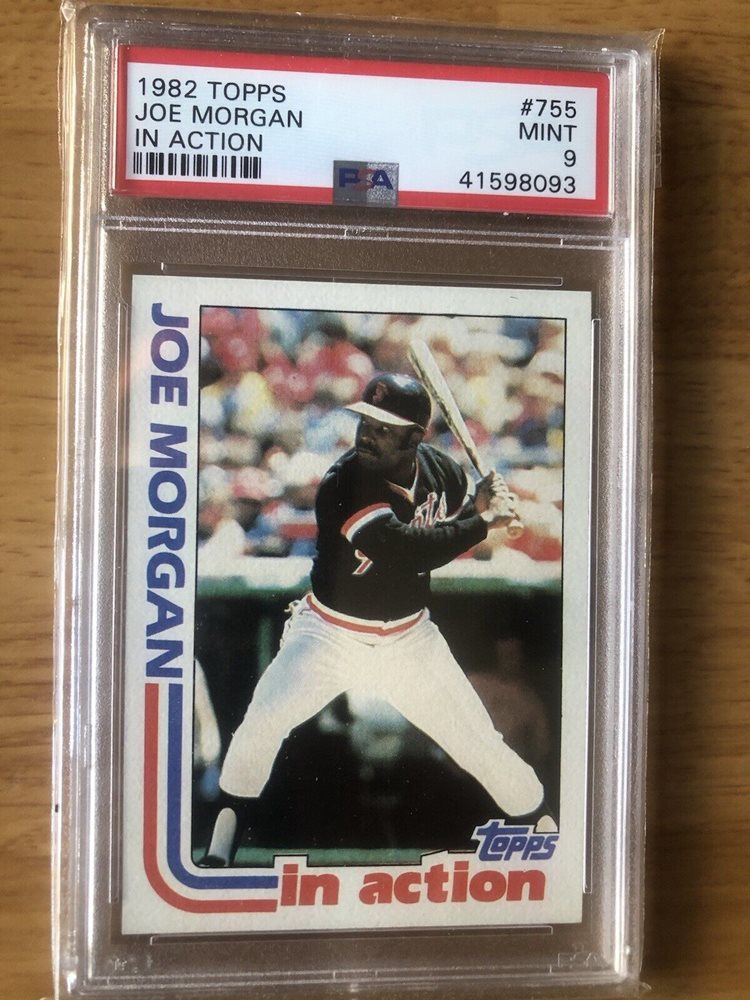 1982 TOPPS
#755
JOE MORGAN
MINT
IN ACTION
9
PSA
41598093
JOE MORGAN
topps
in action